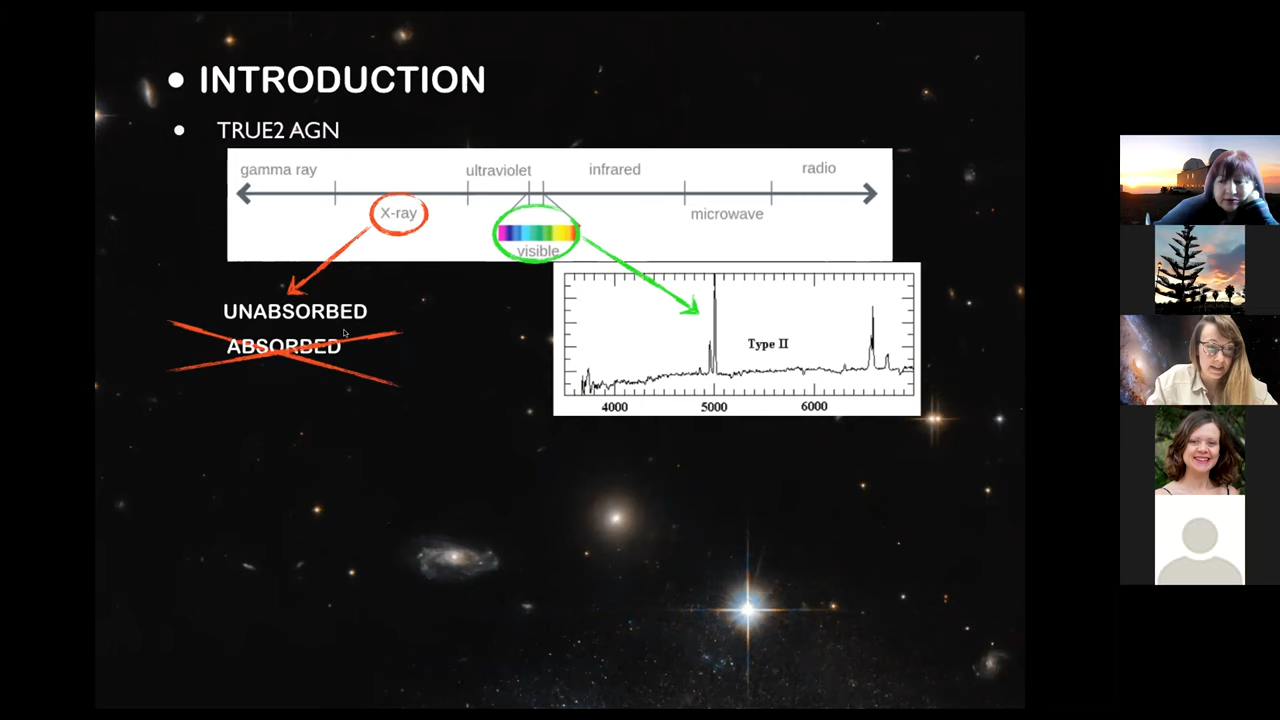 • INTRODUCTION
• TRUE2 AGN
gamma ray
ultraviolet
infrared
radio
X-ray
microwave
visible
UNABSORBED
ABSORBED
Type II
4000 5000 6000